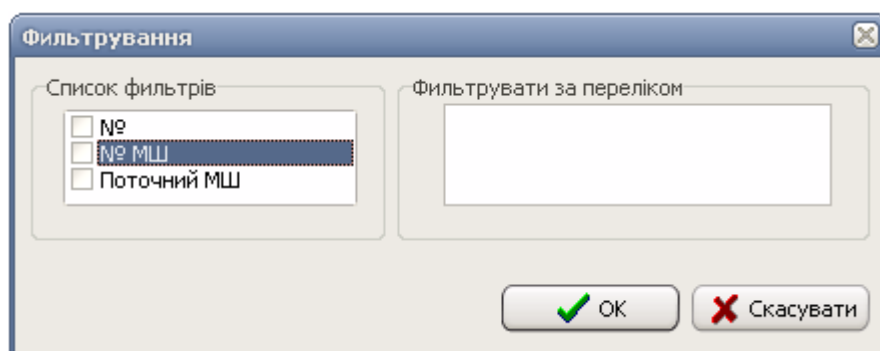 Фильтрування
Список фильтрів
Фильтрувати за переліком
№
№ МШ
Поточний МШ
OK
Скасувати